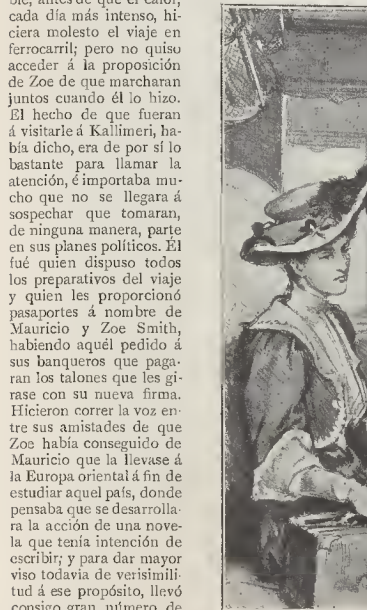 ble, antes de que el calor,
cada día más intenso, hi-
ciera molesto el viaje en
ferrocarril; pero no quiso
acceder á la proposición
de Zoe de que marcharan
juntos cuando él lo hizo.
El hecho de que fueran
á visitarle á Kallimeri, ha-
bía dicho, era de por sí lo
bastante para llamar la
atención, é importaba mu-
cho que no se llegara á
sospechar que tomaran,
de ninguna manera, parte
en sus planes políticos. Él
fué quien dispuso todos
los preparativos del viaje
y quien les proporcionó
pasaportes á nombre de
Mauricio y Zoe Smith,
habiendo aquél pedido á
sus banqueros que paga-
ran los talones que les gi-
rase con su nueva firma.
Hicieron correr la voz en-
tre sus amistades de que
Zoe había conseguido de
Mauricio que la llevase á
la Europa oriental á fin de
estudiar aquel país, donde
pensaba que se desarrolla-
ra la acción de una nove-
la que tenía intención de
escribir; y para dar mayor
viso todavia de verisimili-
tud á ese propósito, llevó
consigo gran número de